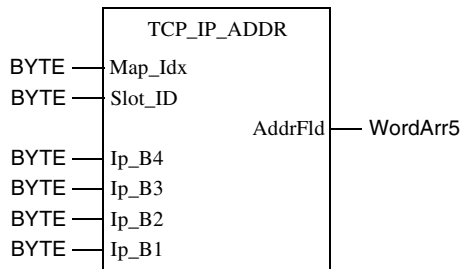 TCP_IP_ADDR
BYTE Map_Idx
BYTE Slot_ID
AddrFld WordArr5
BYTE Ip_B4
BYTE Ip_B3
BYTE Ip_B2
BYTE Ip_B1